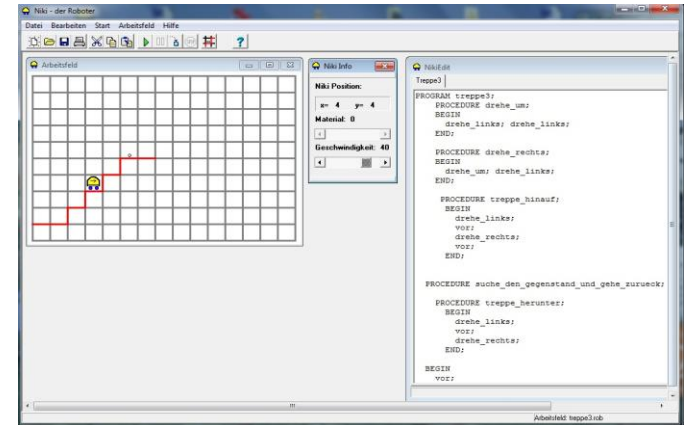 Niki - der Roboter
Datei Bearbeiten Start Arbeitsfeld Hilfe
Arbeitsfeld
Niki Info
Niki Position:
x= 4 y= 4
Material: 0
Geschwindigkeit: 40
NikiEdit
Treppe3
PROGRAM treppe3;
PROCEDURE drehe_um;
BEGIN
drehe_links; drehe_links;
END;
PROCEDURE drehe_rechts;
BEGIN
drehe_um; drehe_links;
END;
PROCEDURE treppe_hinauf;
BEGIN
drehe_links;
vor;
drehe_rechts;
vor;
END;
PROCEDURE suche_den_gegenstand_und_gehe_zurueck;
PROCEDURE treppe_herunter;
BEGIN
drehe_links;
vor;
drehe_rechts;
END;
BEGIN
vor;
Arbeitsfeld: treppe3.rob